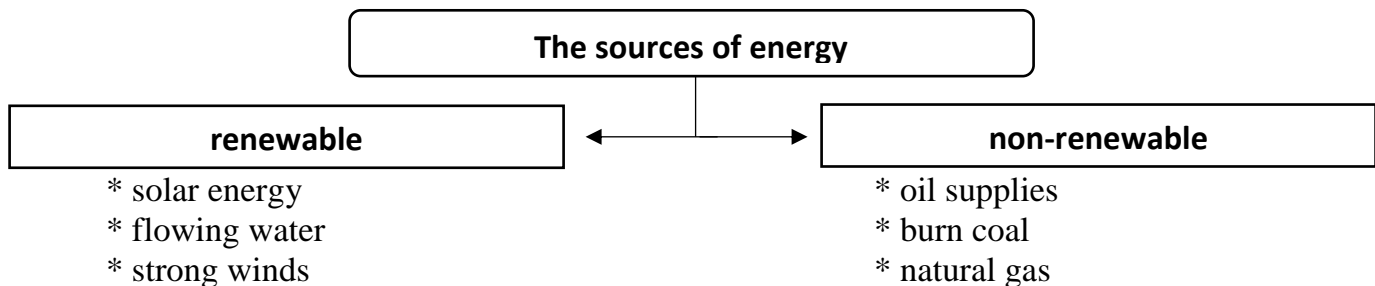 The sources of energy
renewable
non-renewable
* solar energy
* flowing water
* strong winds
* oil supplies
* burn coal
* natural gas